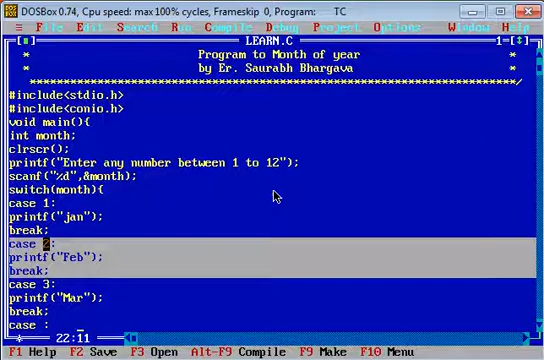 DOSBox 0.74, Cpu speed: max 100% cycles, Frameskip 0, Program: TC
≡ File Edit Search Run Compile Debug Project Options Window Help
LEARN.C 1=[↕]
* Program to Month of year *
* by Er. Saurabh Bhargava *
****************************************************************/
#include<stdio.h>
#include<conio.h>
void main(){
int month;
clrscr();
printf("Enter any number between 1 to 12");
scanf("%d",&month);
switch(month){
case 1:
printf("jan");
break;
case 2:
printf("Feb");
break;
case 3:
printf("Mar");
break;
case :
22:11
F1 Help F2 Save F3 Open Alt-F9 Compile F9 Make F10 Menu